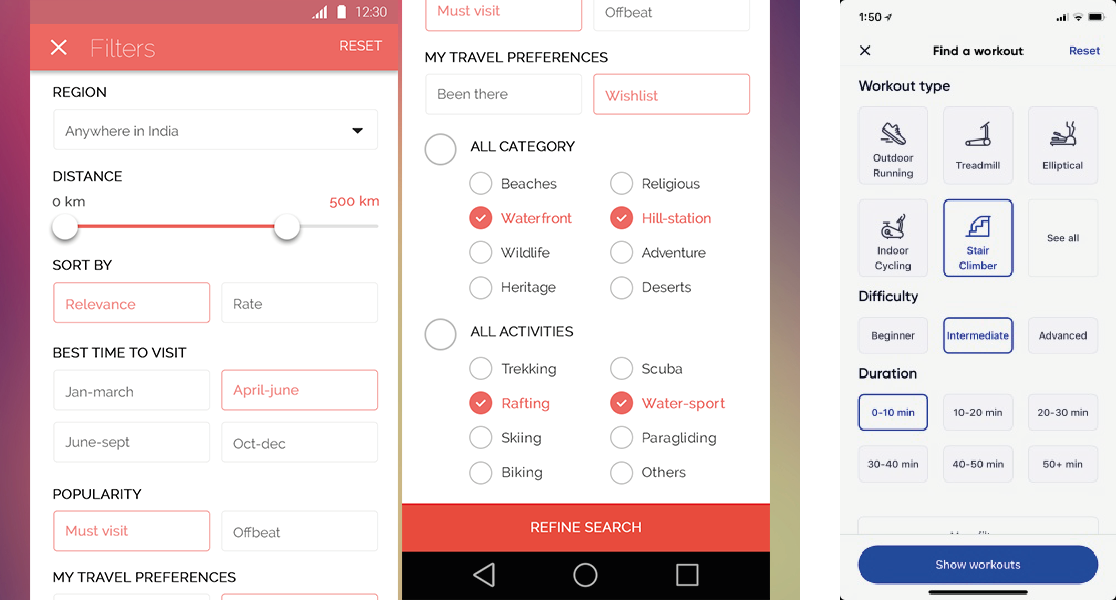 12:30
Filters
RESET
REGION
Anywhere in India
DISTANCE
0 km
500 km
SORT BY
Relevance
Rate
BEST TIME TO VISIT
Jan-march
April-june
June-sept
Oct-dec
POPULARITY
Must visit
Offbeat
MY TRAVEL PREFERENCES
Must visit
Offbeat
MY TRAVEL PREFERENCES
Been there
Wishlist
ALL CATEGORY
Beaches
Religious
Waterfront
Hill-station
Wildlife
Adventure
Heritage
Deserts
ALL ACTIVITIES
Trekking
Scuba
Rafting
Water-sport
Skiing
Paragliding
Biking
Others
REFINE SEARCH
1:50
Find a workout
Reset
Workout type
Outdoor
Running
Treadmill
Elliptical
Indoor
Cycling
Stair
Climber
See all
Difficulty
Beginner
Intermediate
Advanced
Duration
0-10 min
10-20 min
20-30 min
30-40 min
40-50 min
50+ min
Show workouts